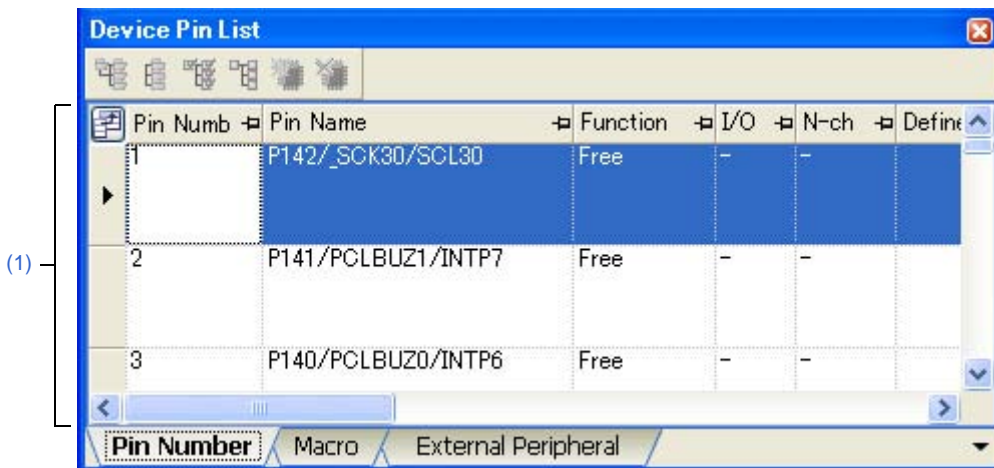 Device Pin List
Pin Numb Pin Name Function I/O N-ch Define
1 P142/_SCK30/SCL30 Free - -
(1)
2 P141/PCLBUZ1/INTP7 Free - -
3 P140/PCLBUZ0/INTP6 Free - -
Pin Number Macro External Peripheral